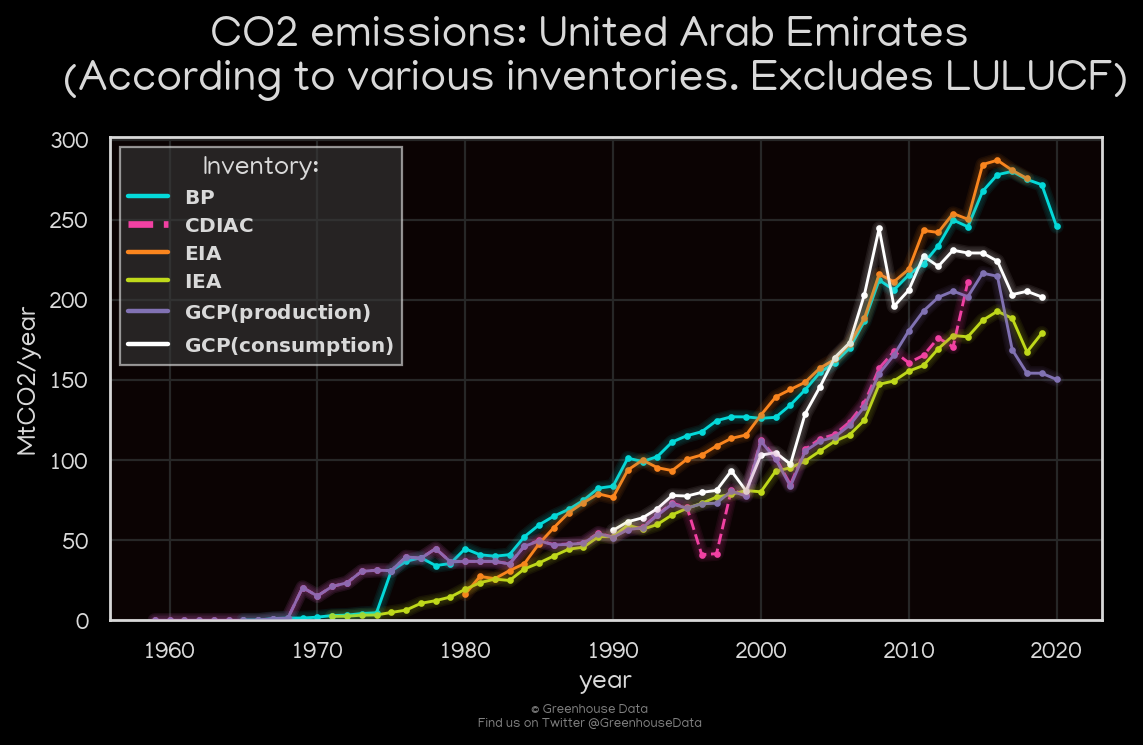 CO2 emissions: United Arab Emirates
(According to various inventories. Excludes LULUCF)
MtCO2/year
300
250
200
150
100
50
0
Inventory:
BP
CDIAC
EIA
IEA
GCP(production)
GCP(consumption)
1960 1970 1980 1990 2000 2010 2020
year
© Greenhouse Data
Find us on Twitter @GreenhouseData